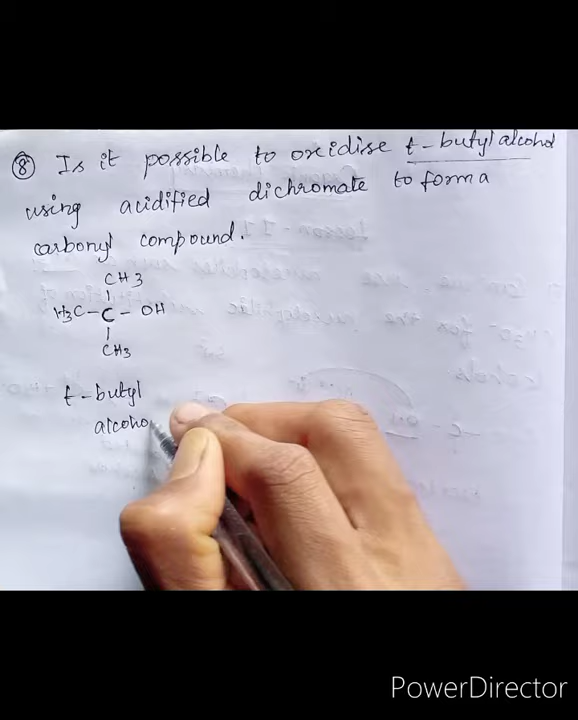 ⑧ Is it possible to oxidise t-butyl alcohol
using acidified dichromate to form a
carbonyl compound.
CH3
H3C-C-OH
CH3
t-butyl
alcoho
PowerDirector